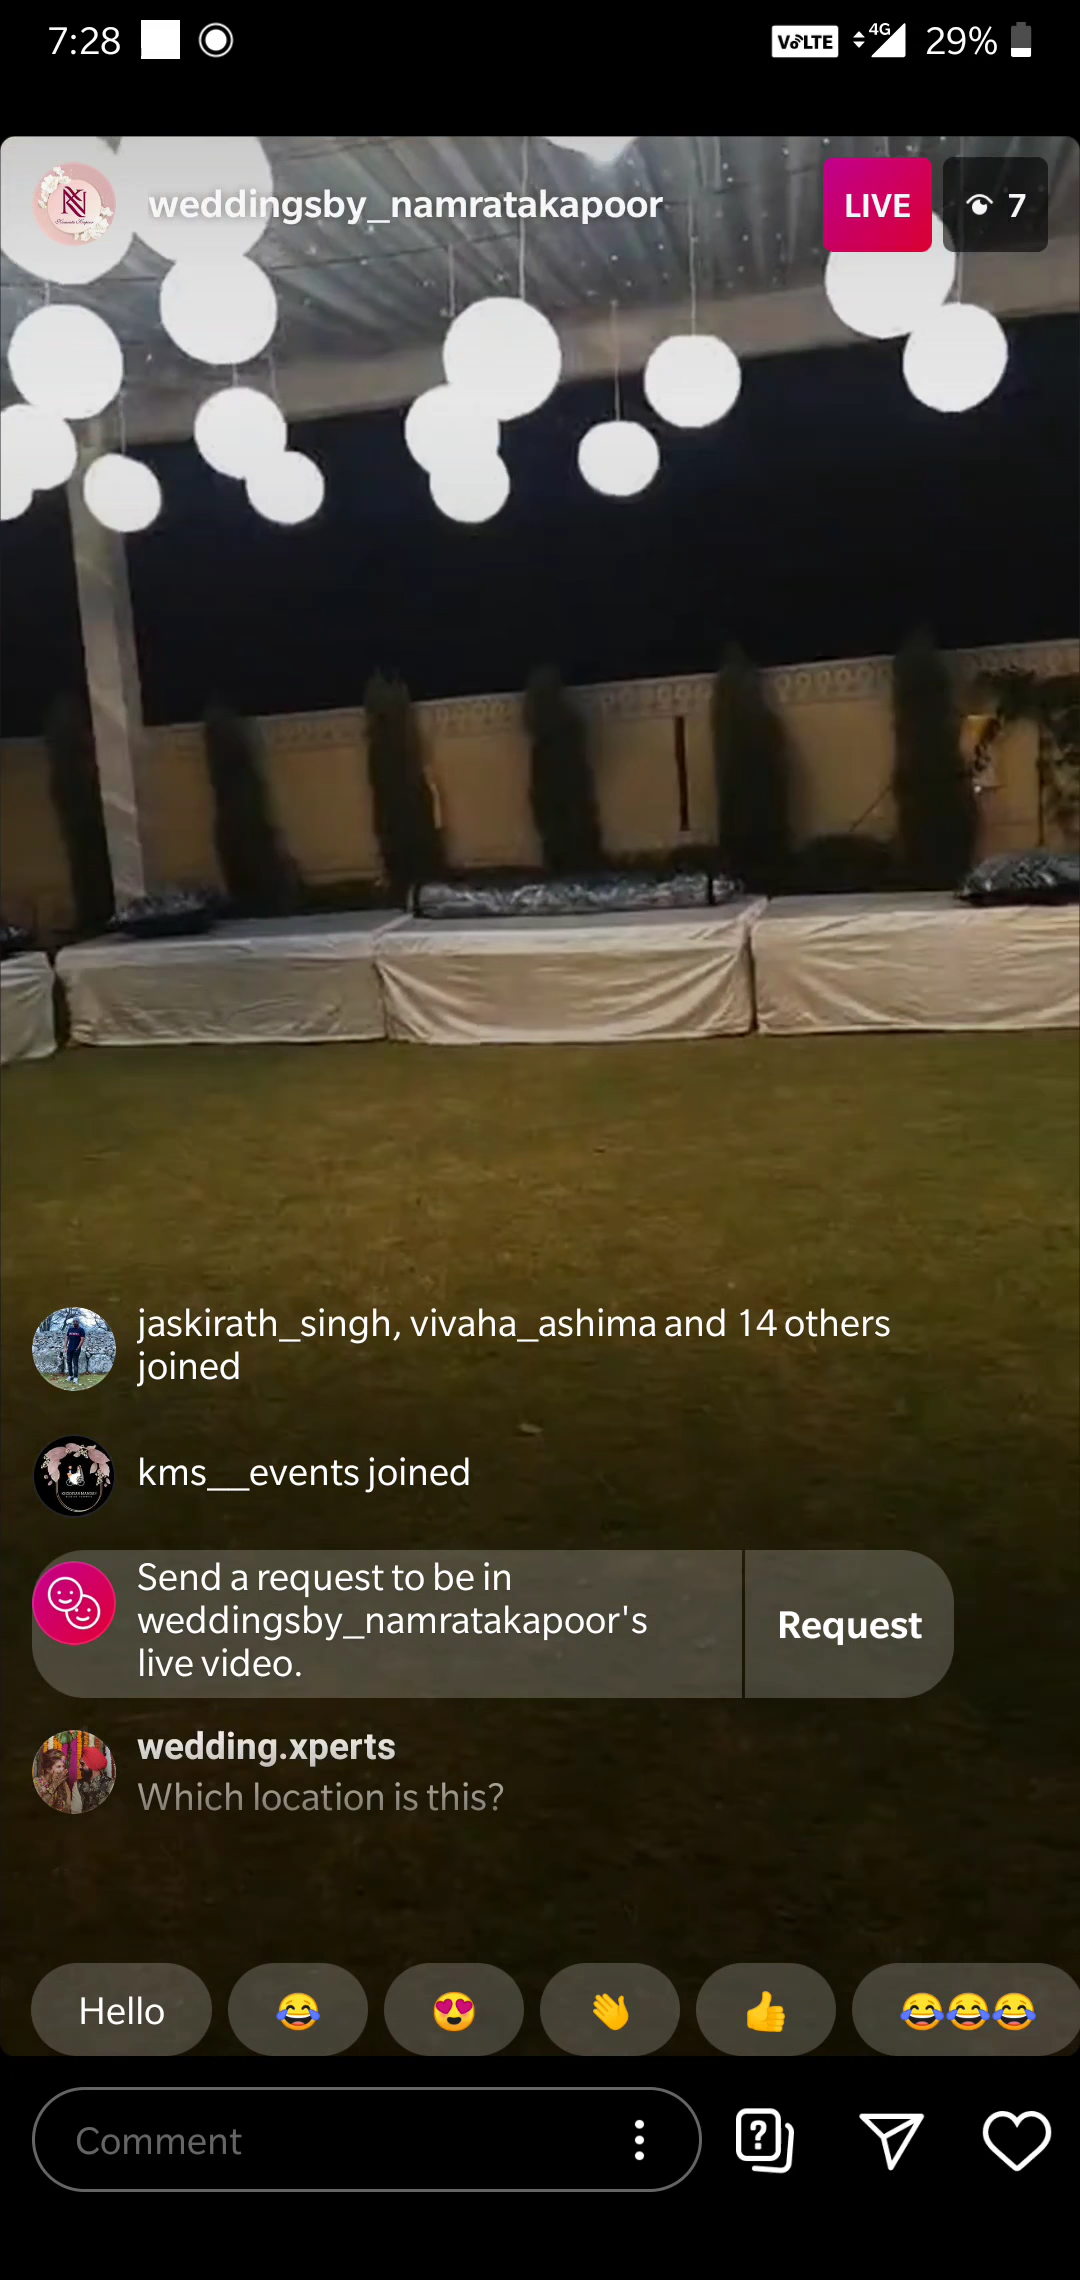 7:28 VoLTE 4G 29%
weddingsby_namratakapoor LIVE 7
jaskirath_singh, vivaha_ashima and 14 others
joined
kms__events joined
Send a request to be in
weddingsby_namratakapoor's
live video.
Request
wedding.xperts
Which location is this?
Hello 😂 😍 👋 👍 😂😂😂
Comment